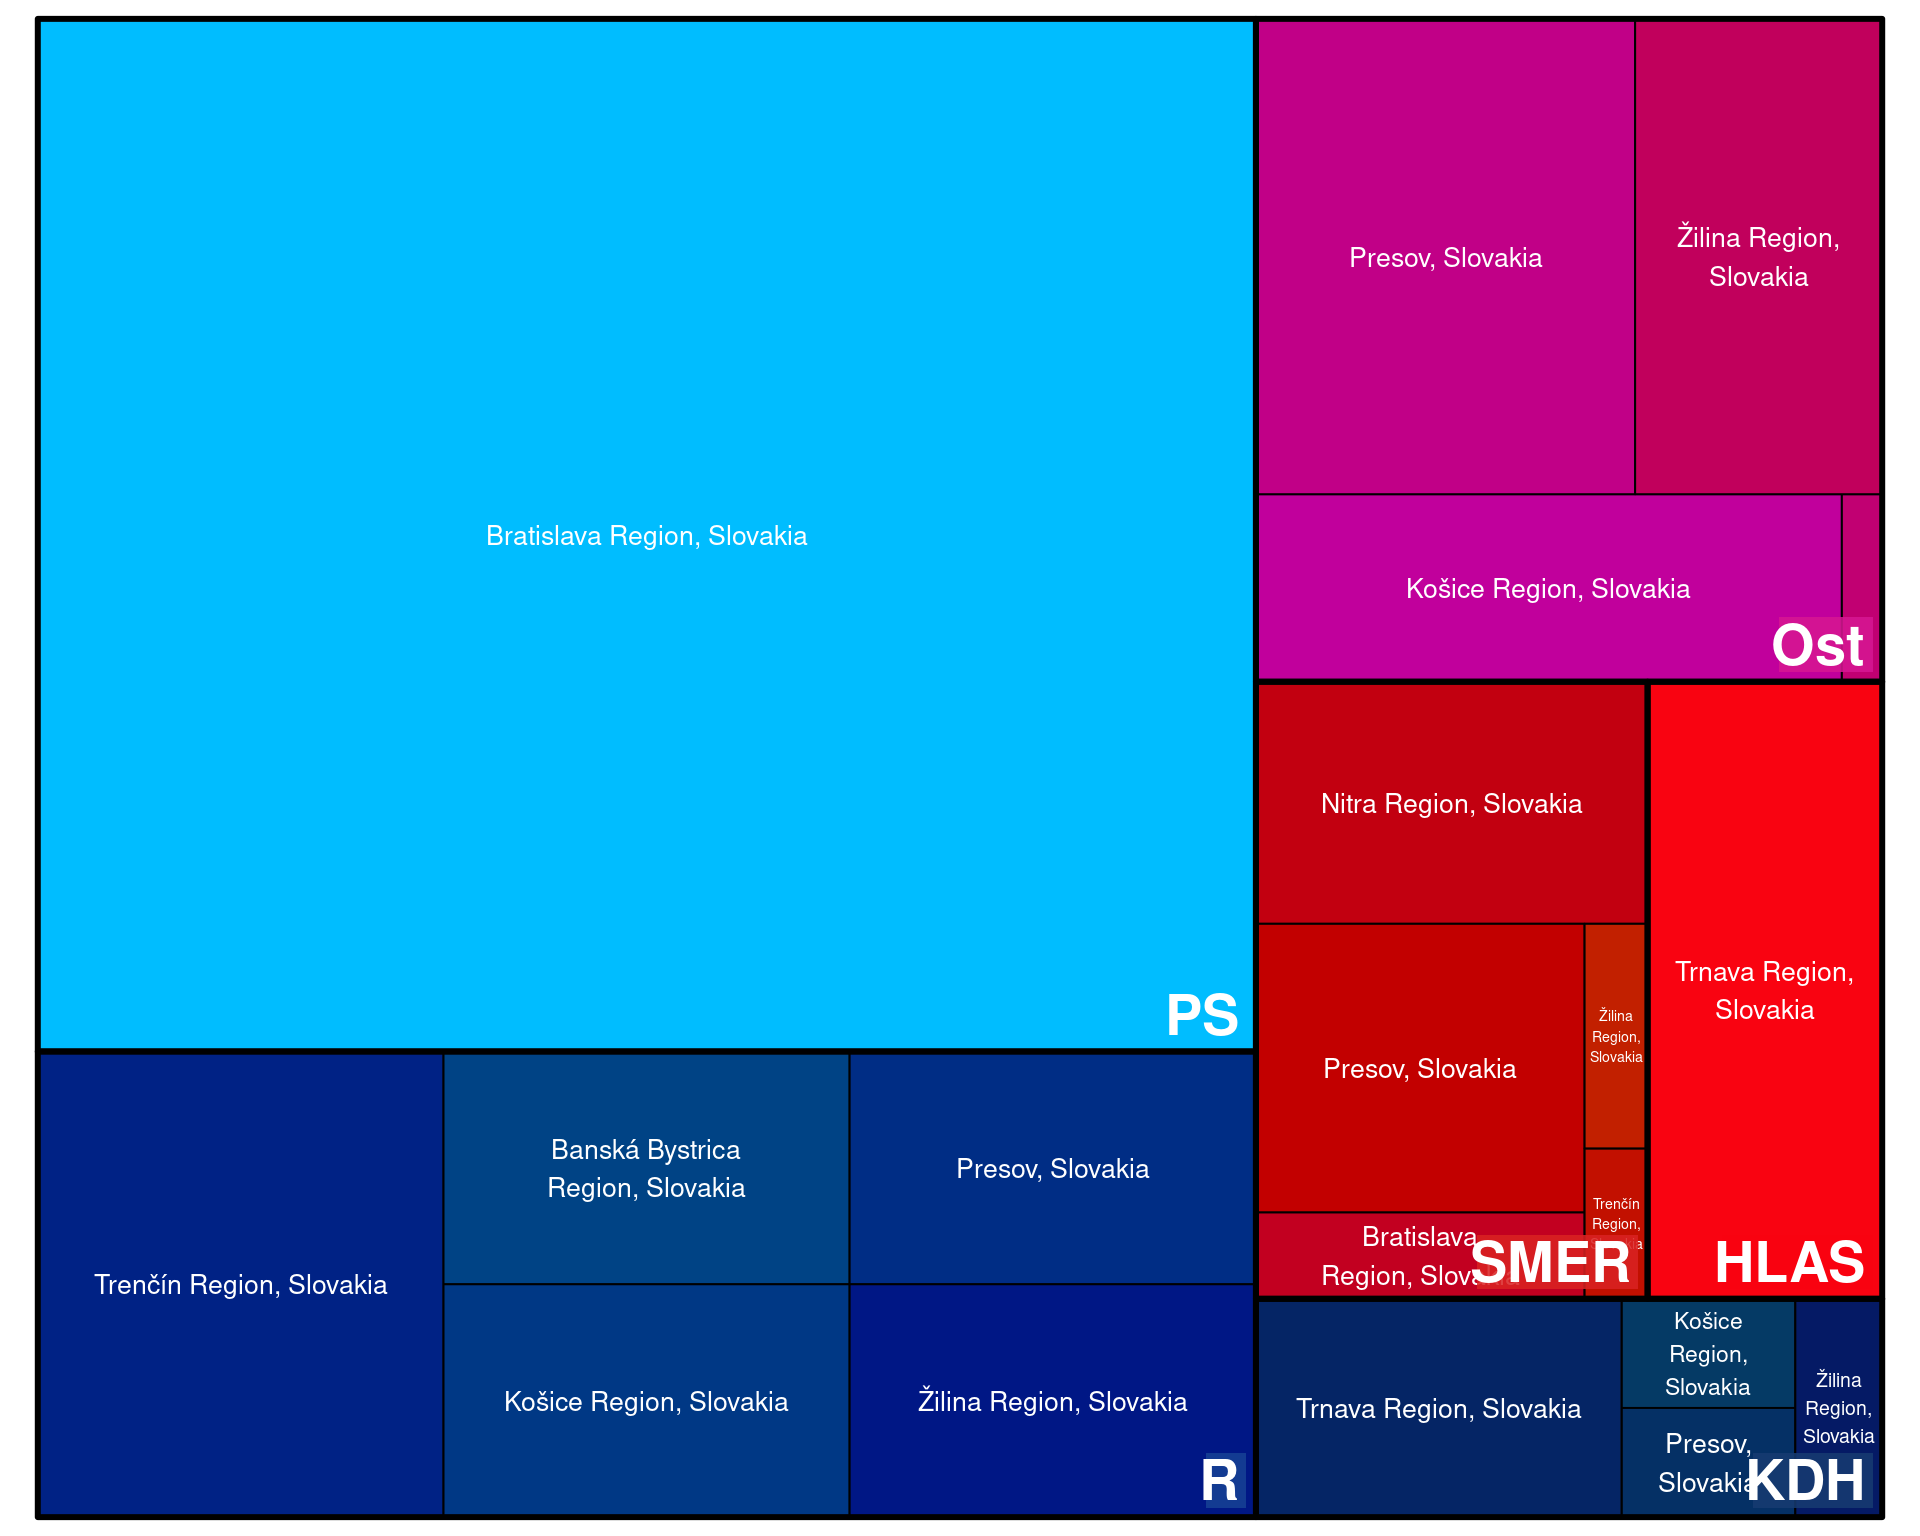 Bratislava Region, Slovakia
PS
Presov, Slovakia
Žilina Region,
Slovakia
Košice Region, Slovakia
Ost
Nitra Region, Slovakia
Presov, Slovakia
Žilina
Region,
Slovakia
Bratislava
Region, Slovakia
Trenčín
Region,
SMER
Trnava Region,
Slovakia
HLAS
Trenčín Region, Slovakia
Banská Bystrica
Region, Slovakia
Presov, Slovakia
Košice Region, Slovakia
Žilina Region, Slovakia
R
Trnava Region, Slovakia
Košice
Region,
Slovakia
Presov,
Slovakia
Žilina
Region,
Slovakia
KDH